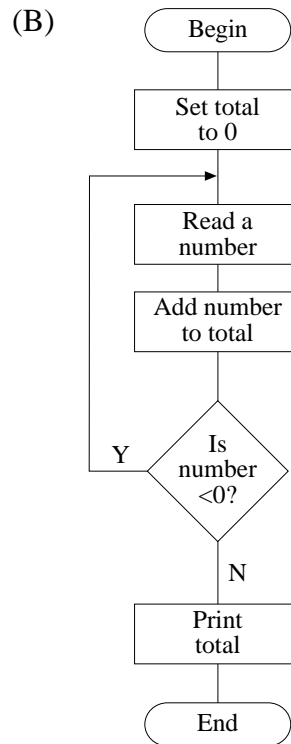 (B)
Begin
Set total
to 0
Read a
number
Add number
to total
Is
number
<0?
Y
N
Print
total
End